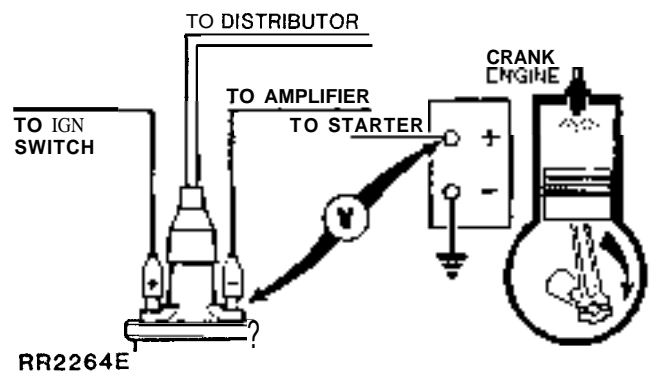 TO DISTRIBUTOR
CRANK
ENGINE
TO AMPLIFIER
TO IGN
SWITCH
TO STARTER
+
-
V
+
-
?
RR2264E